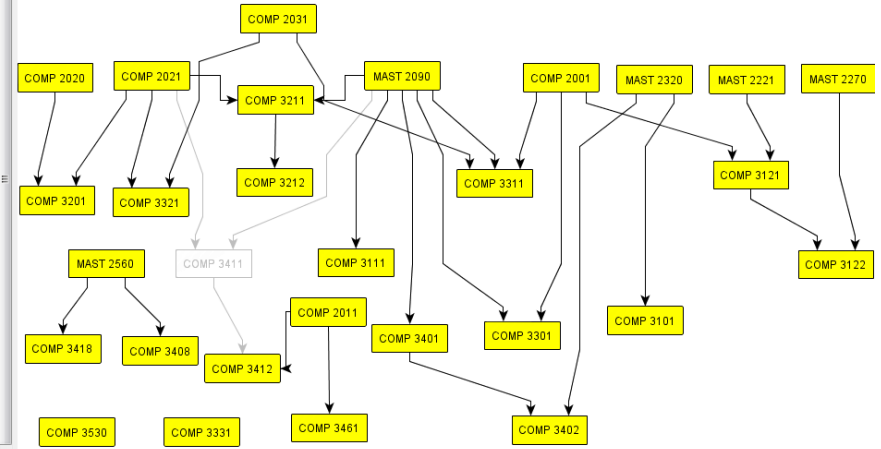 COMP 2031
COMP 2020
COMP 2021
MAST 2090
COMP 2001
MAST 2320
MAST 2221
MAST 2270
COMP 3211
COMP 3201
COMP 3321
COMP 3212
COMP 3311
COMP 3121
MAST 2560
COMP 3411
COMP 3111
COMP 3122
COMP 3418
COMP 3408
COMP 3412
COMP 2011
COMP 3401
COMP 3301
COMP 3101
COMP 3530
COMP 3331
COMP 3461
COMP 3402